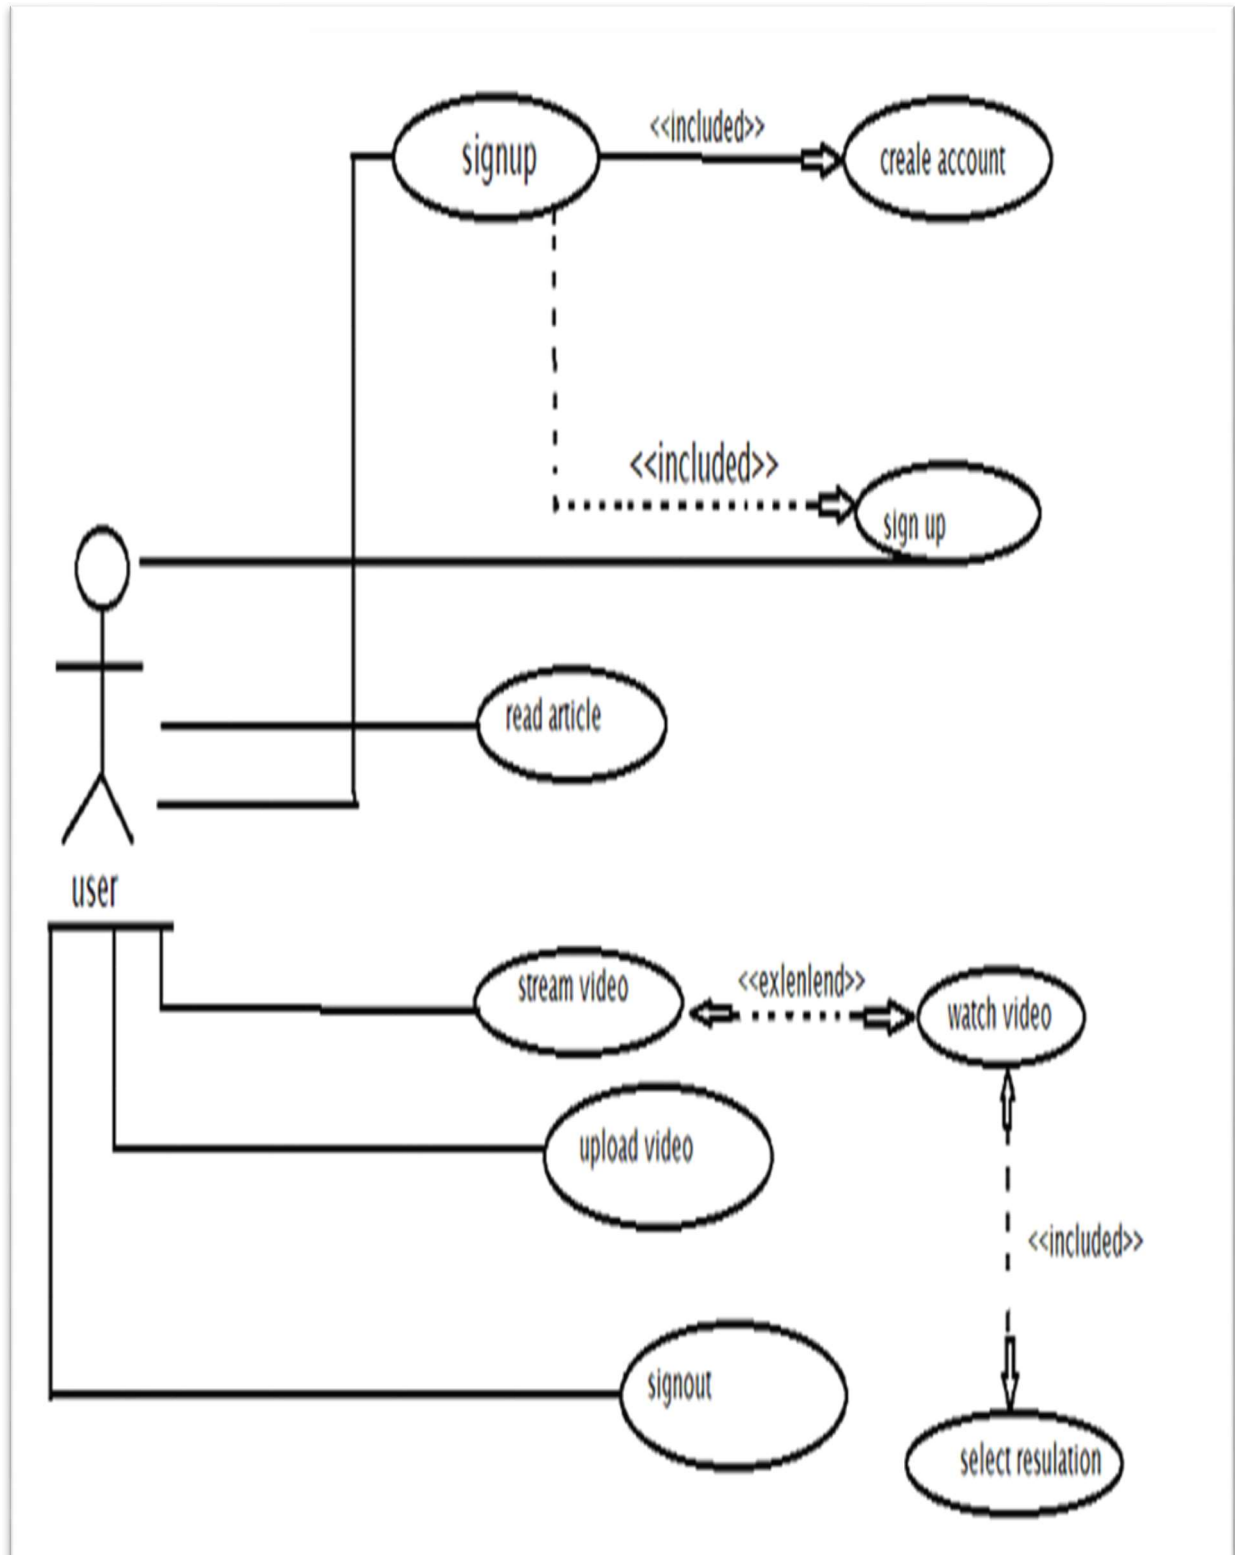 signup
<<included>>
creale account
<<included>>
sign up
read article
user
stream video
<<exlenlend>>
watch video
upload video
<<included>>
signout
select resulation